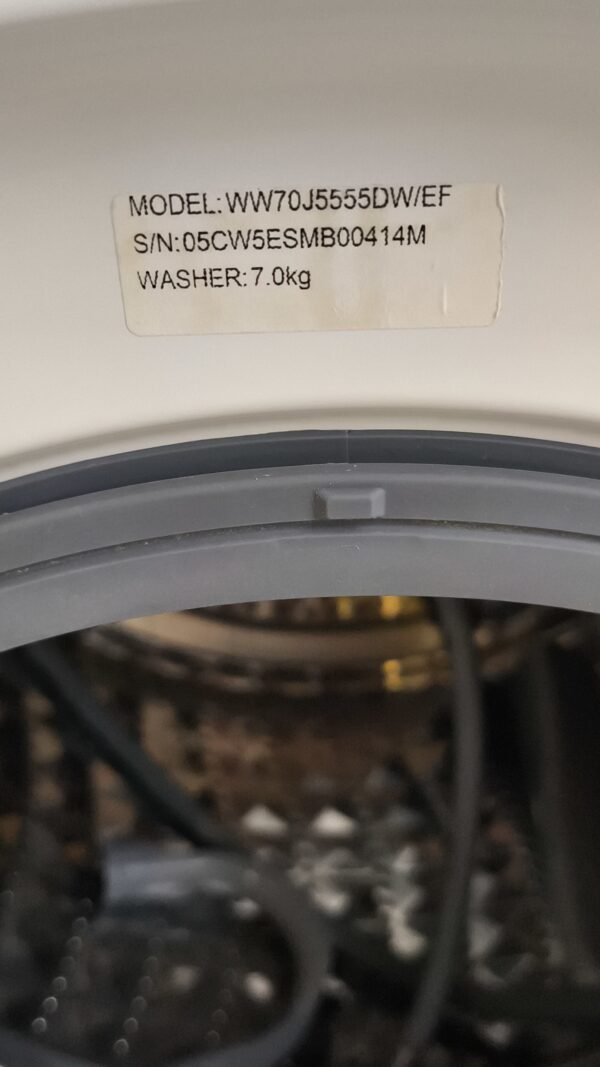 MODEL: WW70J5555DW/EF
S/N: 05CW5ESMB00414M
WASHER: 7.0kg